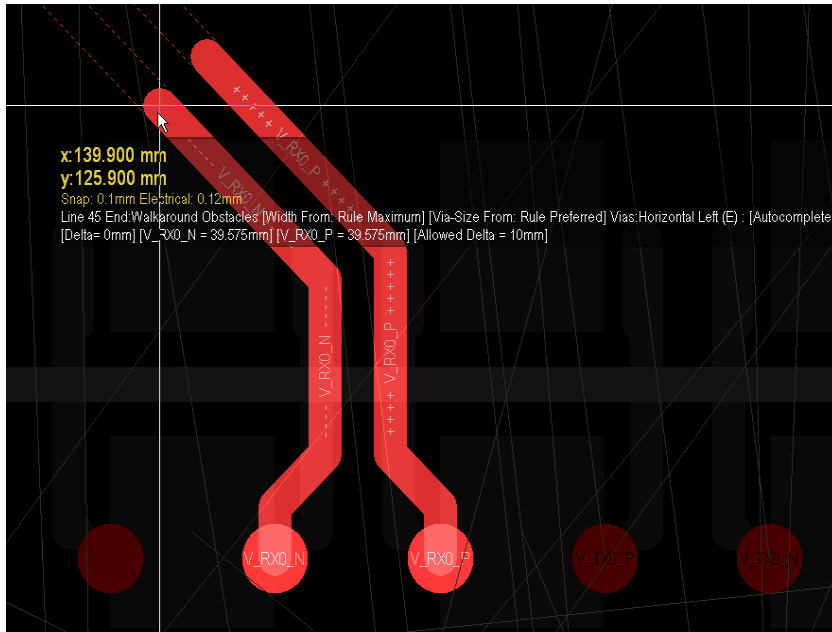 + + + + + V_RX0_P + + + + +
- - - - - V_RX0_N
x:139.900 mm
y:125.900 mm
Snap: 0.1mm Electrical: 0.12mm
Line 45 End:Walkaround Obstacles [Width From: Rule Maximum] [Via-Size From: Rule Preferred] Vias:Horizontal Left (E) : [Autocomplete
[Delta= 0mm] [V_RX0_N = 39.575mm] [V_RX0_P = 39.575mm] [Allowed Delta = 10mm]
- - - - - V_RX0_N - - - - -
+ + + + + V_RX0_P + + + + +
V_RX0_N
V_RX0_P
V_TX0_P
V_TX0_N